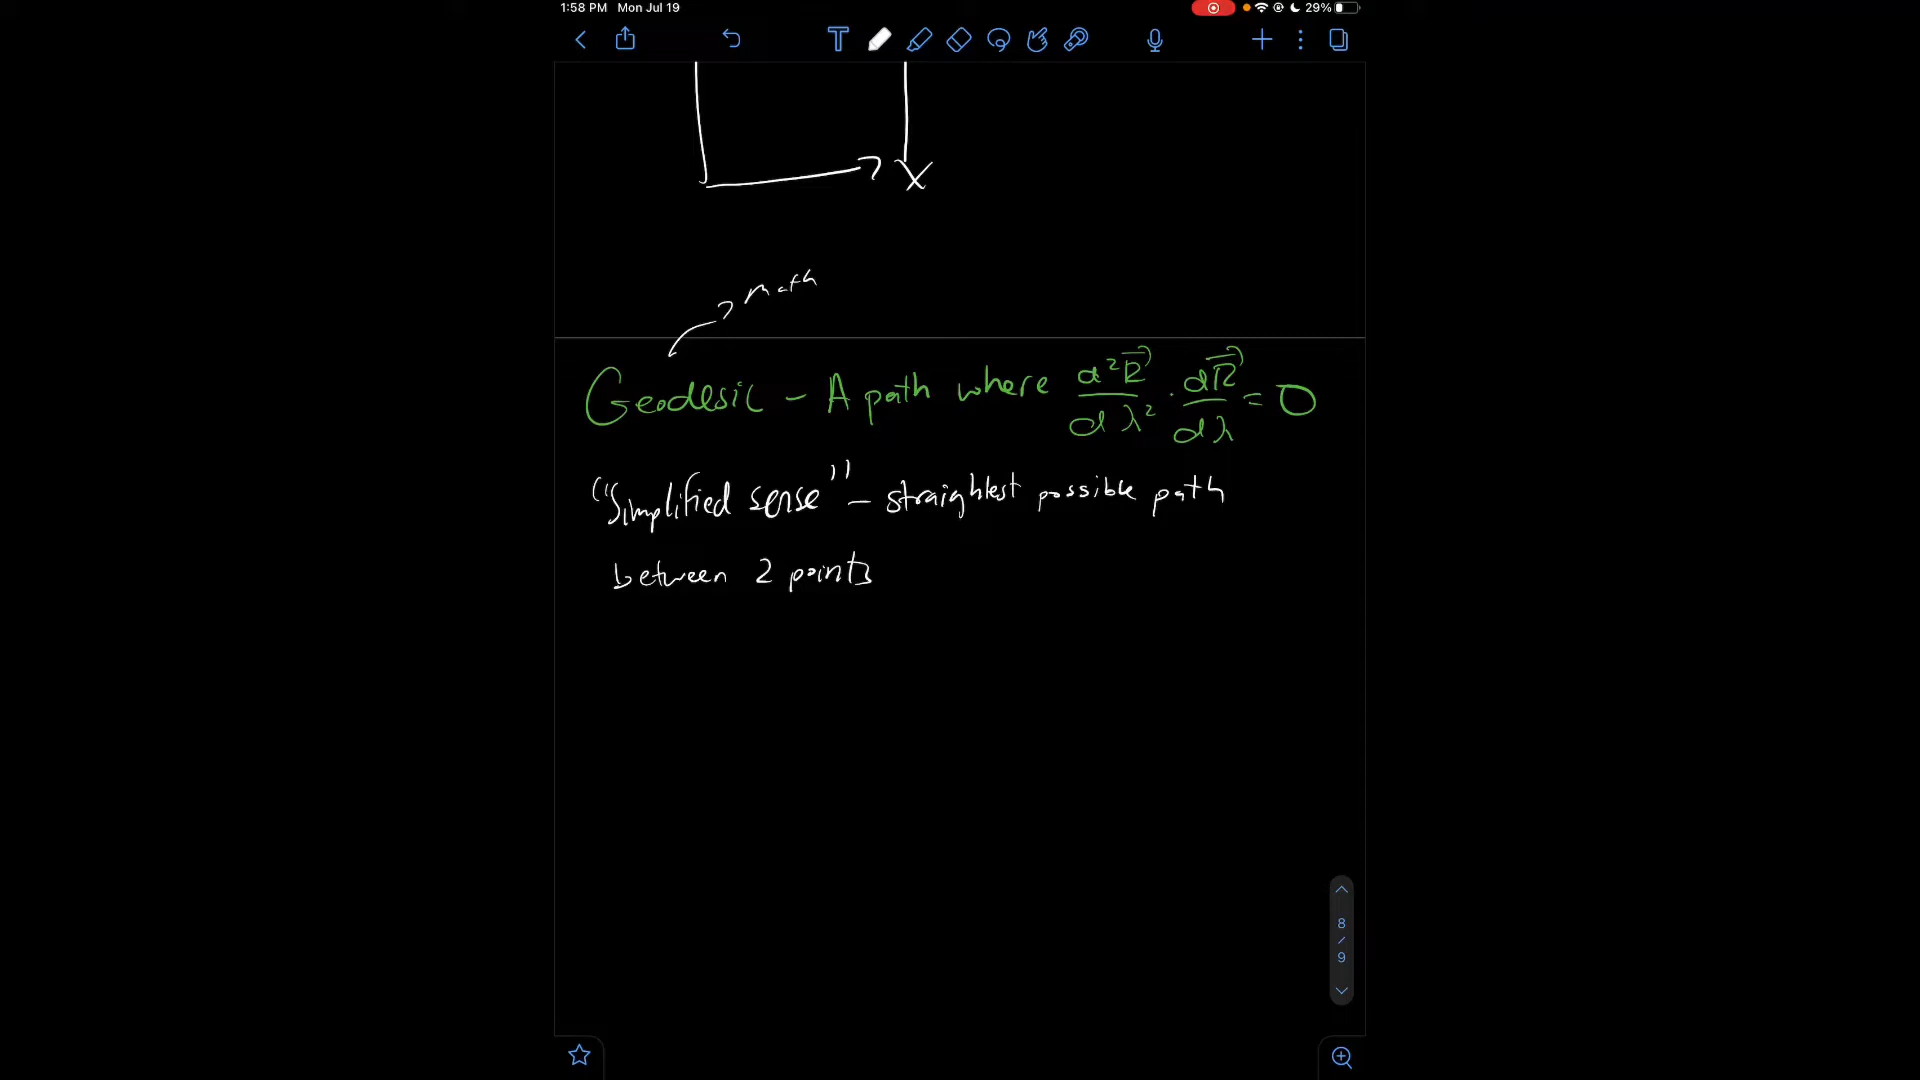 1:58 PM Mon Jul 19 29%
T
X
math
Geodesic - A path where d²R⃗/dλ² · dR⃗/dλ = 0
"Simplified sense" - straightest possible path
between 2 points
8
/
9